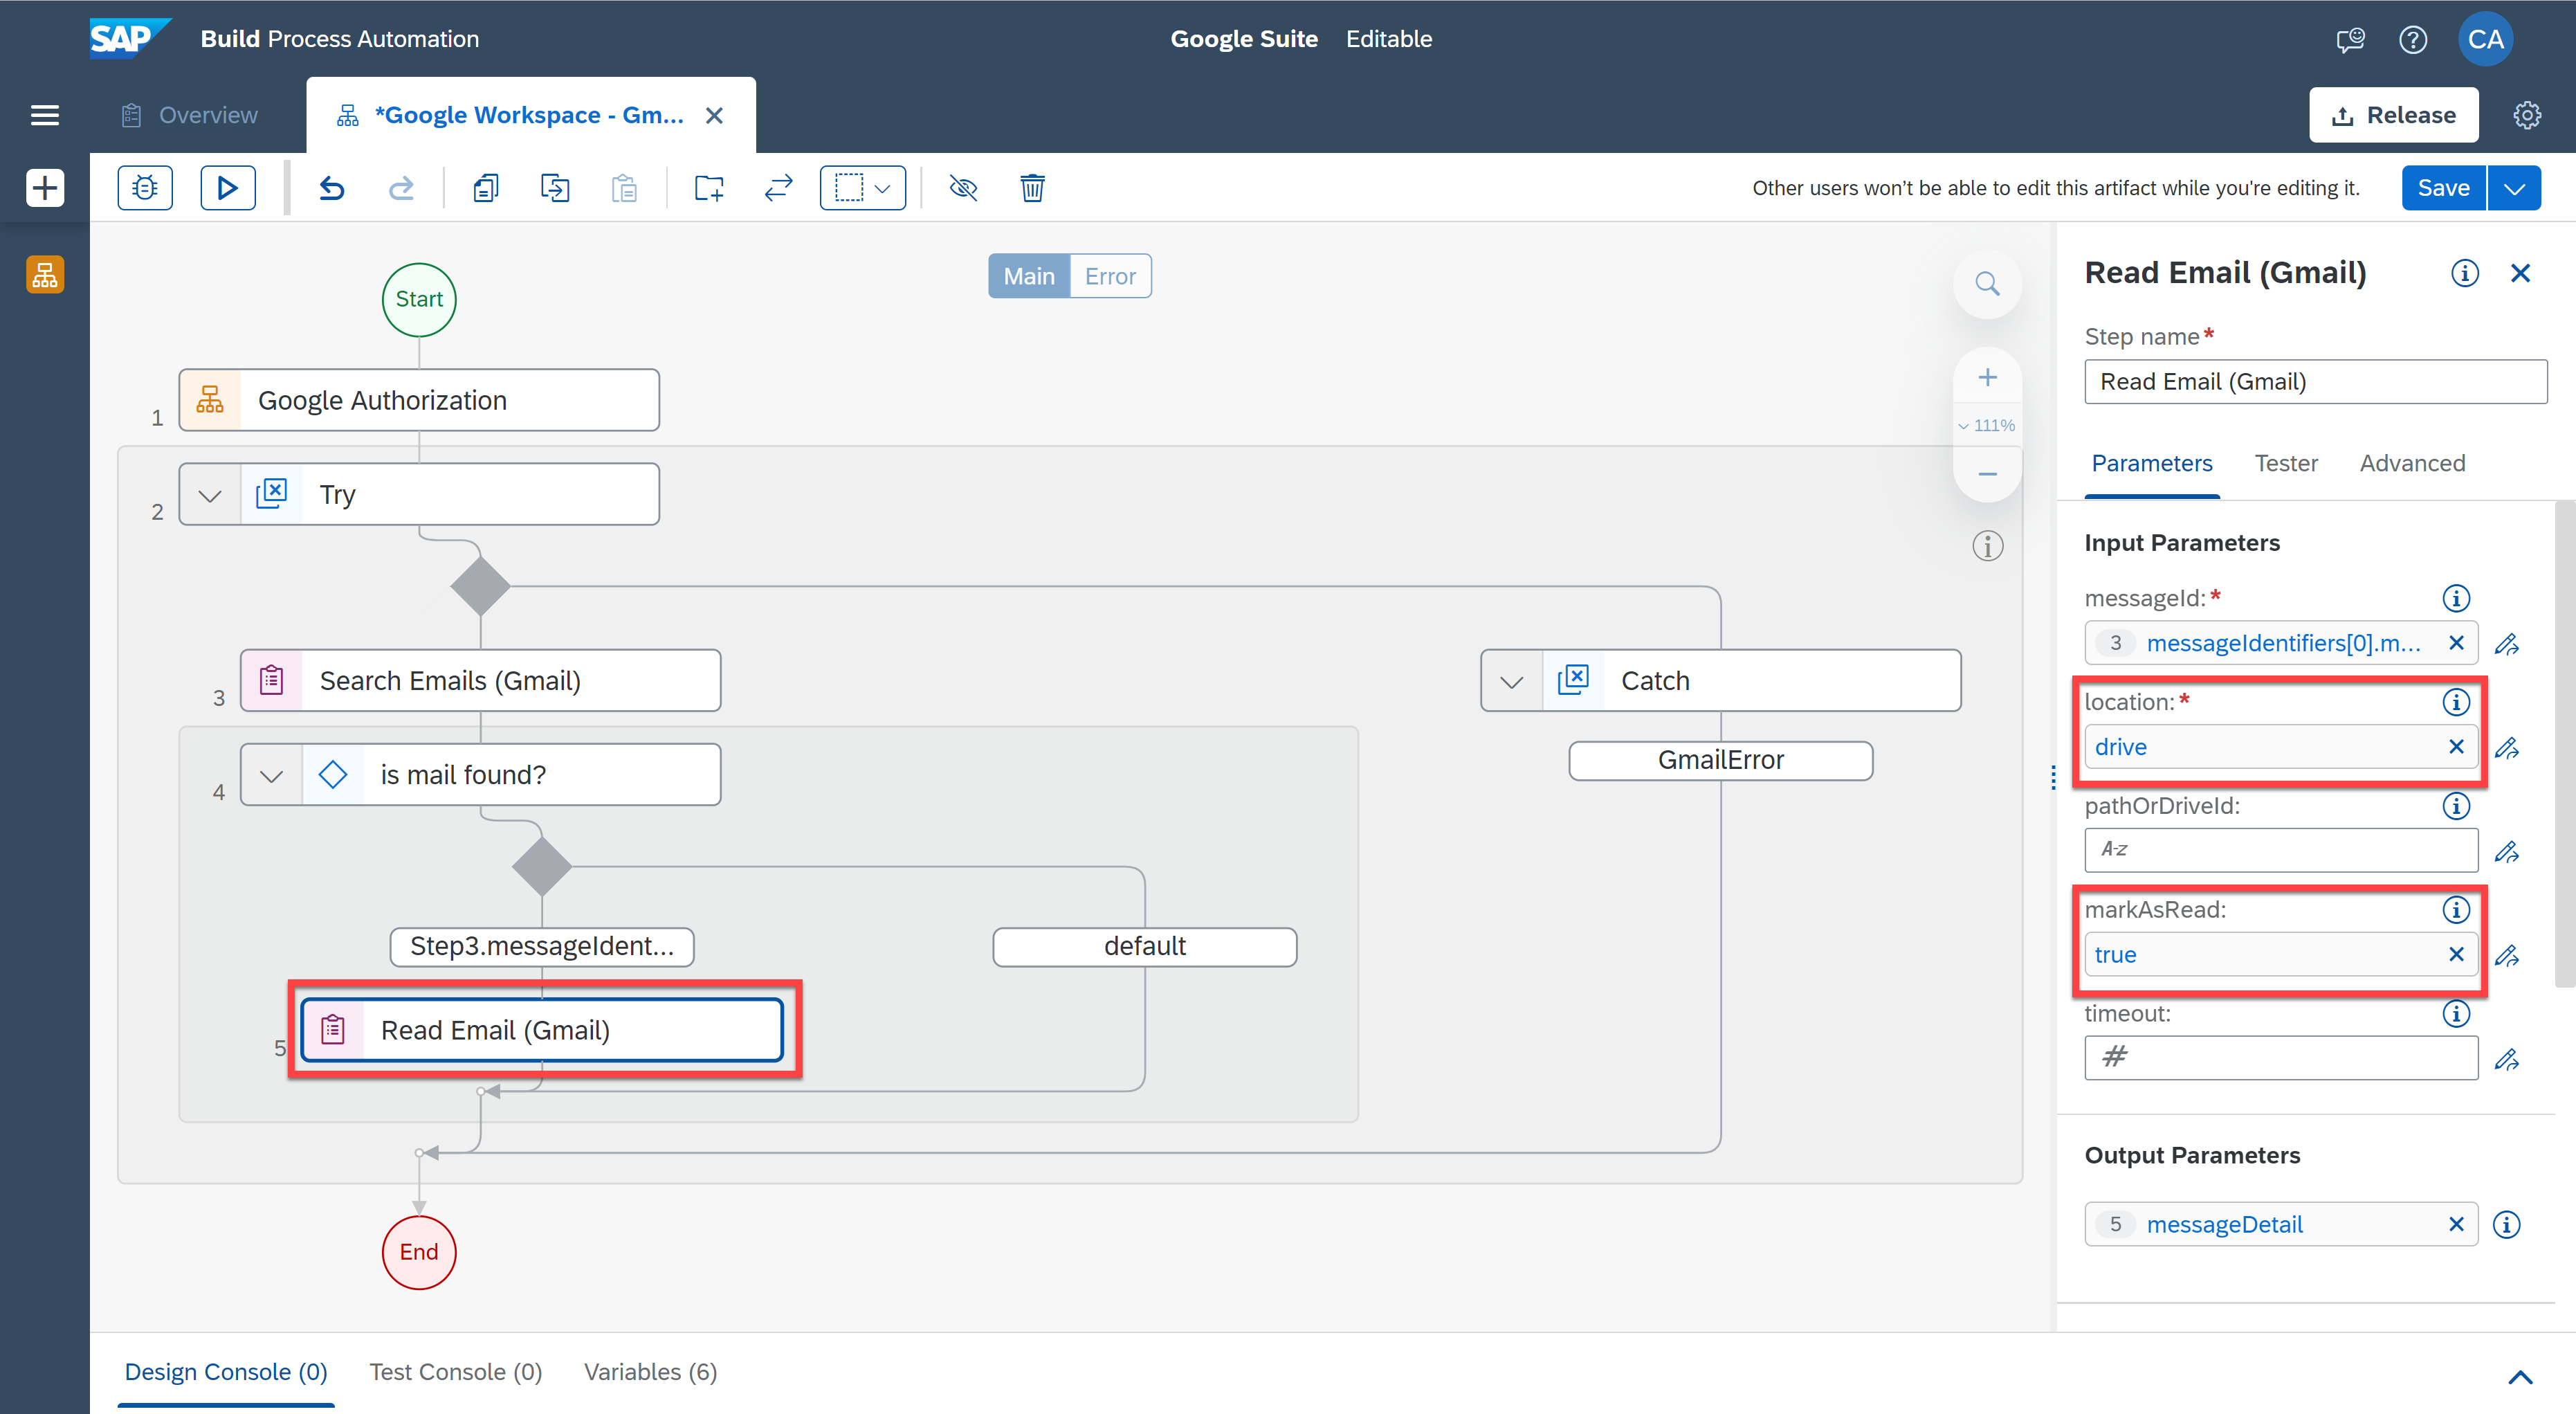 SAP Build Process Automation
Google Suite Editable
CA
Overview
*Google Workspace - Gm...
Release
Other users won't be able to edit this artifact while you're editing it.
Save
Main Error
111%
Start
1 Google Authorization
2 Try
3 Search Emails (Gmail)
Catch
4 is mail found?
GmailError
Step3.messageIdent...
default
5 Read Email (Gmail)
End
Read Email (Gmail)
Step name*
Read Email (Gmail)
Parameters Tester Advanced
Input Parameters
messageId:*
3 messageIdentifiers[0].m...
location:*
drive
pathOrDriveId:
A-z
markAsRead:
true
timeout:
#
Output Parameters
5 messageDetail
Design Console (0) Test Console (0) Variables (6)